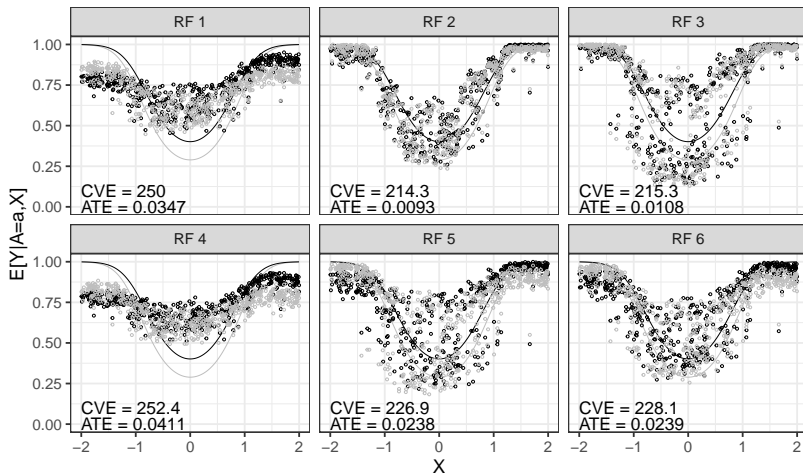 RF 1
RF 2
RF 3
1.00
0.75
0.50
0.25
0.00
CVE = 250
ATE = 0.0347
CVE = 214.3
ATE = 0.0093
CVE = 215.3
ATE = 0.0108
E[Y|A=a,X]
RF 4
RF 5
RF 6
1.00
0.75
0.50
0.25
0.00
CVE = 252.4
ATE = 0.0411
CVE = 226.9
ATE = 0.0238
CVE = 228.1
ATE = 0.0239
−2 −1 0 1 2
−2 −1 0 1 2
−2 −1 0 1 2
X